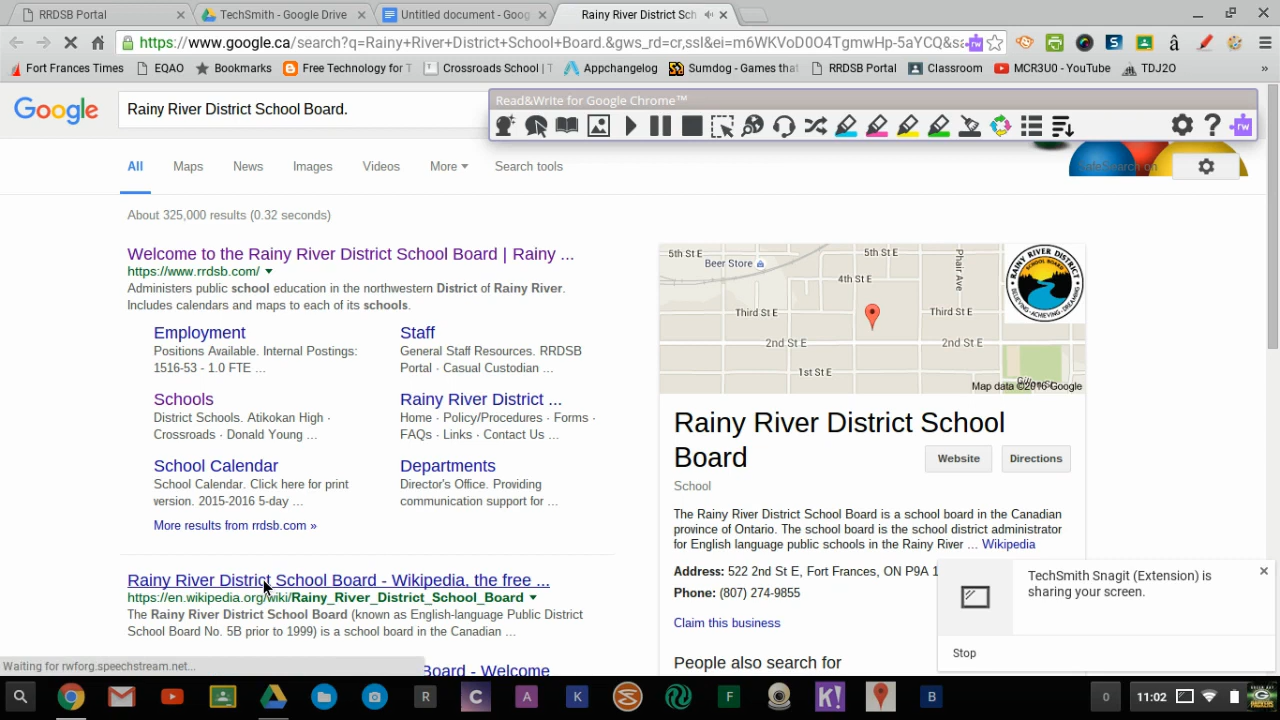 RRDSB Portal
TechSmith - Google Drive
Untitled document - Goog
Rainy River District Sch
https://www.google.ca/search?q=Rainy+River+District+School+Board.&gws_rd=cr,ssl&ei=m6WKVoD0O4TgmwHp-5aYCQ&sa
Fort Frances Times
EQAO
Bookmarks
Free Technology for T
Crossroads School | T
Appchangelog
Sumdog - Games that
RRDSB Portal
Classroom
MCR3U0 - YouTube
TDJ2O
»
Google
Rainy River District School Board.
Read&Write for Google Chrome™
rw
All Maps News Images Videos More Search tools
SafeSearch on
About 325,000 results (0.32 seconds)
Welcome to the Rainy River District School Board | Rainy ...
https://www.rrdsb.com/
Administers public school education in the northwestern District of Rainy River.
Includes calendars and maps to each of its schools.
Employment
Positions Available. Internal Postings:
1516-53 - 1.0 FTE ...
Staff
General Staff Resources. RRDSB
Portal · Casual Custodian ...
Schools
District Schools. Atikokan High ·
Crossroads · Donald Young ...
Rainy River District ...
Home · Policy/Procedures · Forms ·
FAQs · Links · Contact Us ...
School Calendar
School Calendar. Click here for print
version. 2015-2016 5-day ...
Departments
Director's Office. Providing
communication support for ...
More results from rrdsb.com »
Rainy River District School Board - Wikipedia, the free ...
https://en.wikipedia.org/wiki/Rainy_River_District_School_Board
The Rainy River District School Board (known as English-language Public District
School Board No. 5B prior to 1999) is a school board in the Canadian ...
Board - Welcome
Waiting for rwforg.speechstream.net...
5th St E
5th St E
Beer Store
Phair Ave
4th St E
Third St E
Third St E
2nd St E
2nd St E
1st St E
Map data ©2016 Google
RAINY RIVER DISTRICT
SCHOOL BOARD
BELIEVING · ACHIEVING · DREAMING
Rainy River District School
Board
Website
Directions
School
The Rainy River District School Board is a school board in the Canadian
province of Ontario. The school board is the school district administrator
for English language public schools in the Rainy River ... Wikipedia
Address: 522 2nd St E, Fort Frances, ON P9A 1
Phone: (807) 274-9855
Claim this business
People also search for
TechSmith Snagit (Extension) is
sharing your screen.
Stop
R
C
A
K
F
K!
B
0
11:02